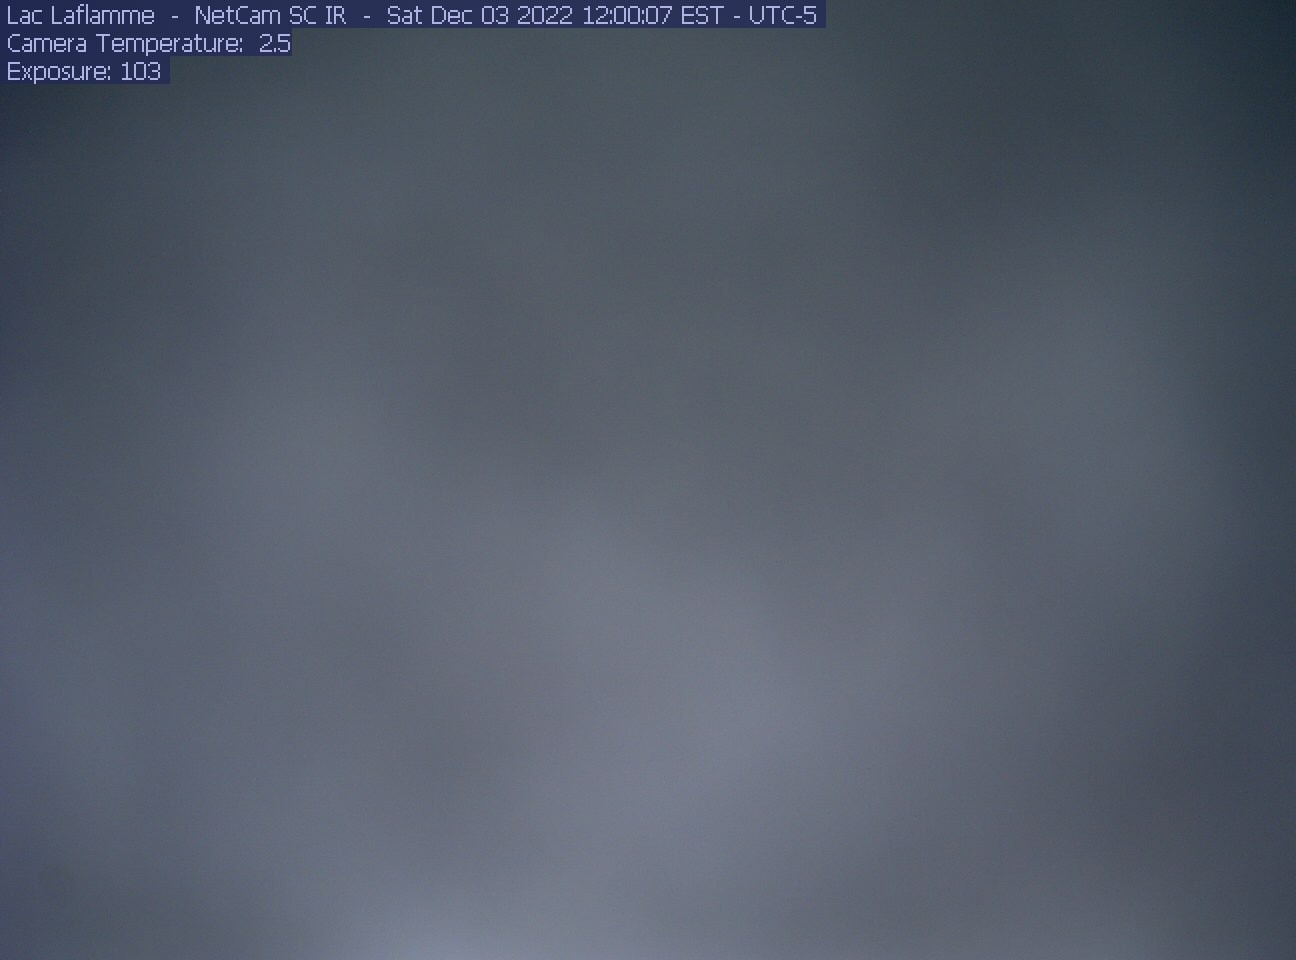 Lac Laflamme - NetCam SC IR - Sat Dec 03 2022 12:00:07 EST - UTC-5
Camera Temperature: 2.5
Exposure: 103